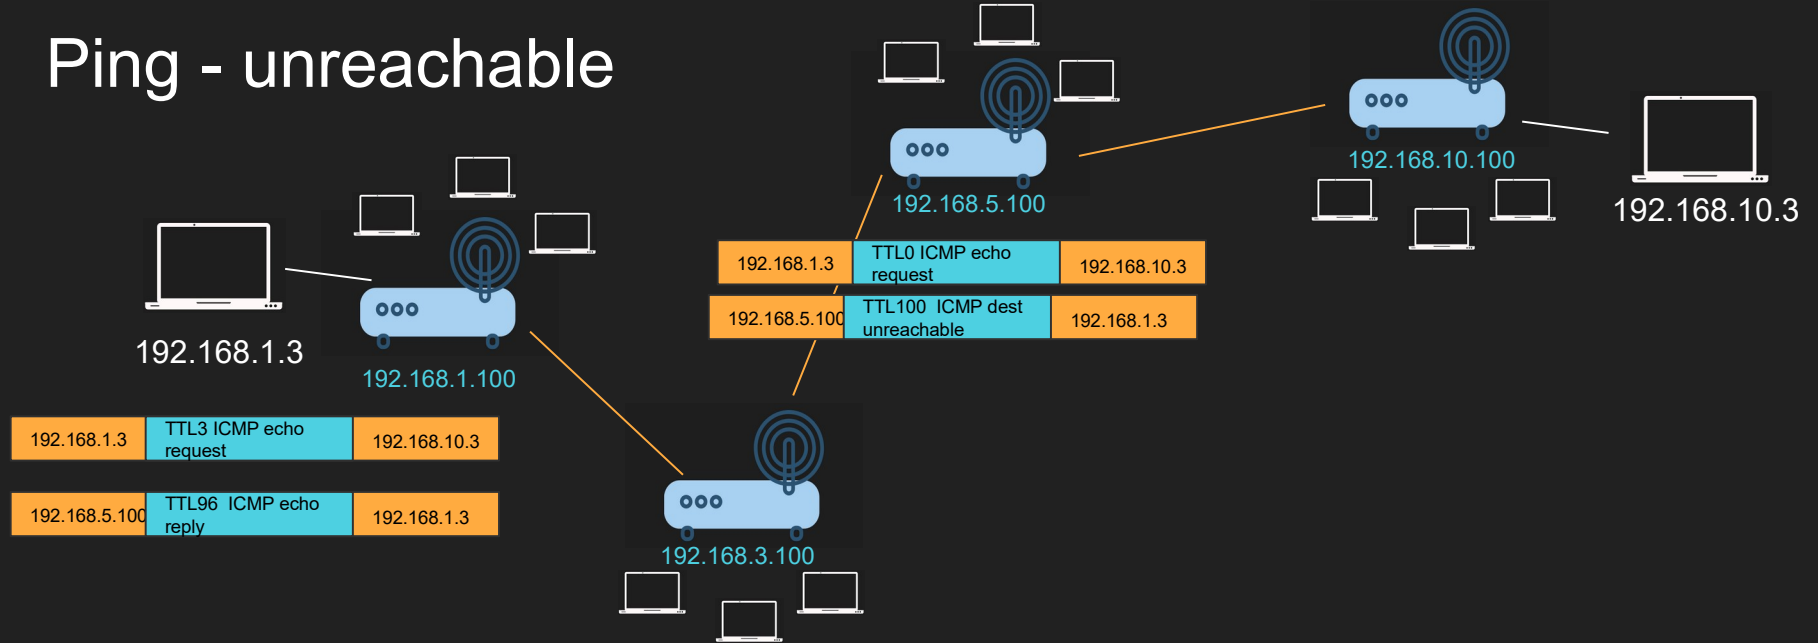 Ping - unreachable
192.168.10.100
192.168.10.3
192.168.5.100
192.168.1.3
TTL0 ICMP echo
request
192.168.10.3
192.168.5.100
TTL100 ICMP dest
unreachable
192.168.1.3
192.168.1.3
192.168.1.100
192.168.1.3
TTL3 ICMP echo
request
192.168.10.3
192.168.5.100
TTL96 ICMP echo
reply
192.168.1.3
192.168.3.100